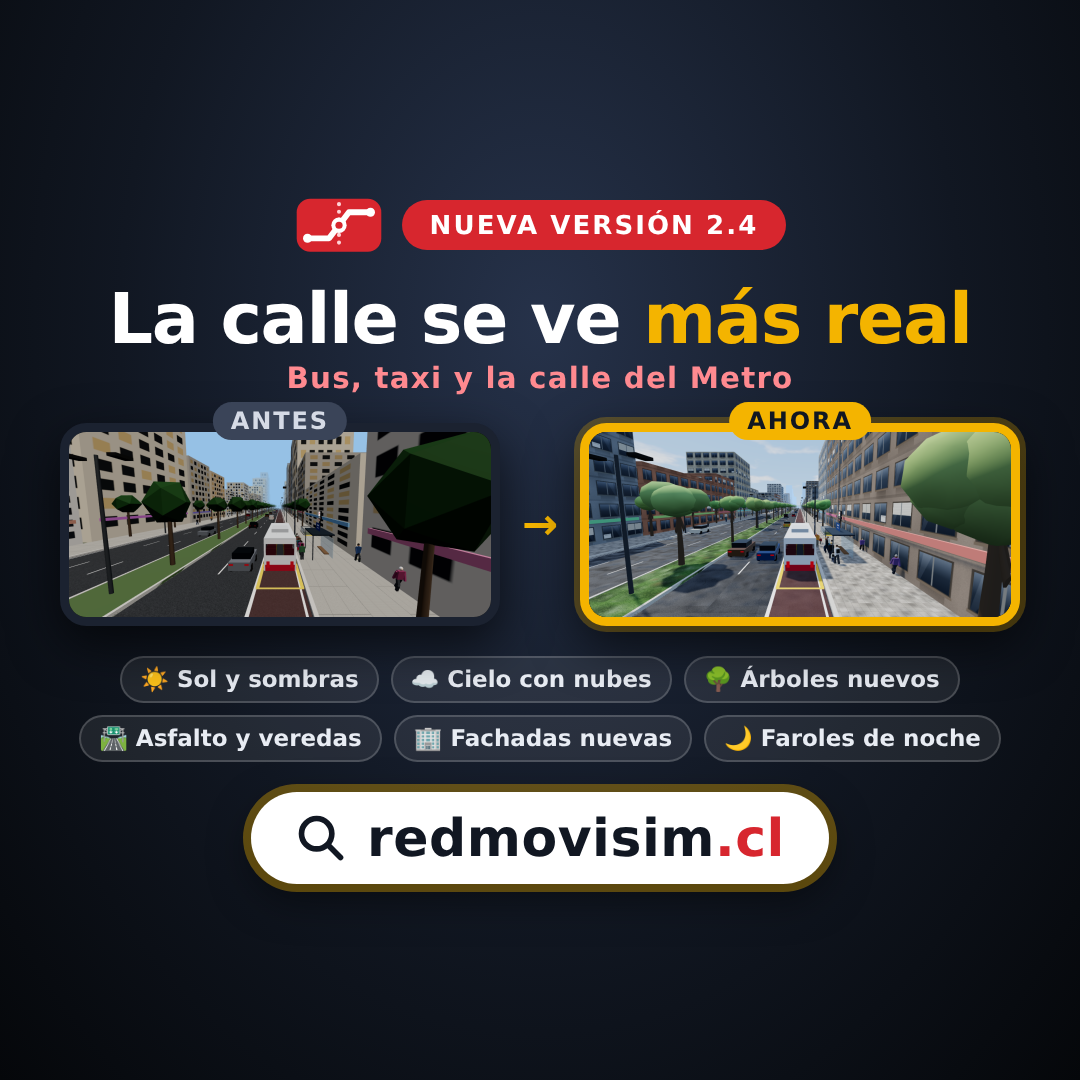 NUEVA VERSIÓN 2.4
La calle se ve más real
Bus, taxi y la calle del Metro
ANTES
AHORA
→
☀️ Sol y sombras
☁️ Cielo con nubes
🌳 Árboles nuevos
🛣️ Asfalto y veredas
🏢 Fachadas nuevas
🌙 Faroles de noche
redmovisim.cl